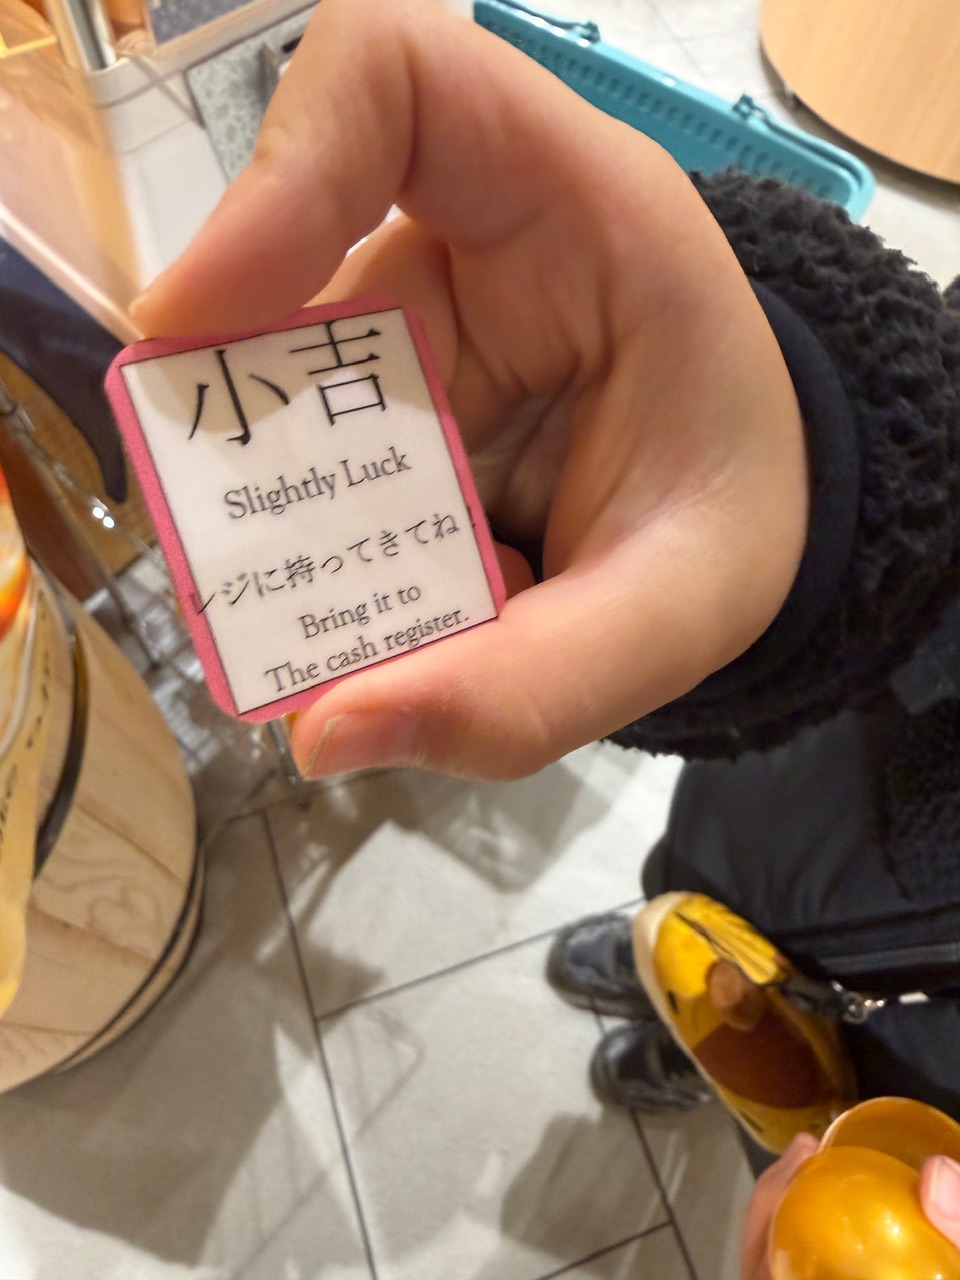 小吉
Slightly Luck
レジに持ってきてね
Bring it to
The cash register.